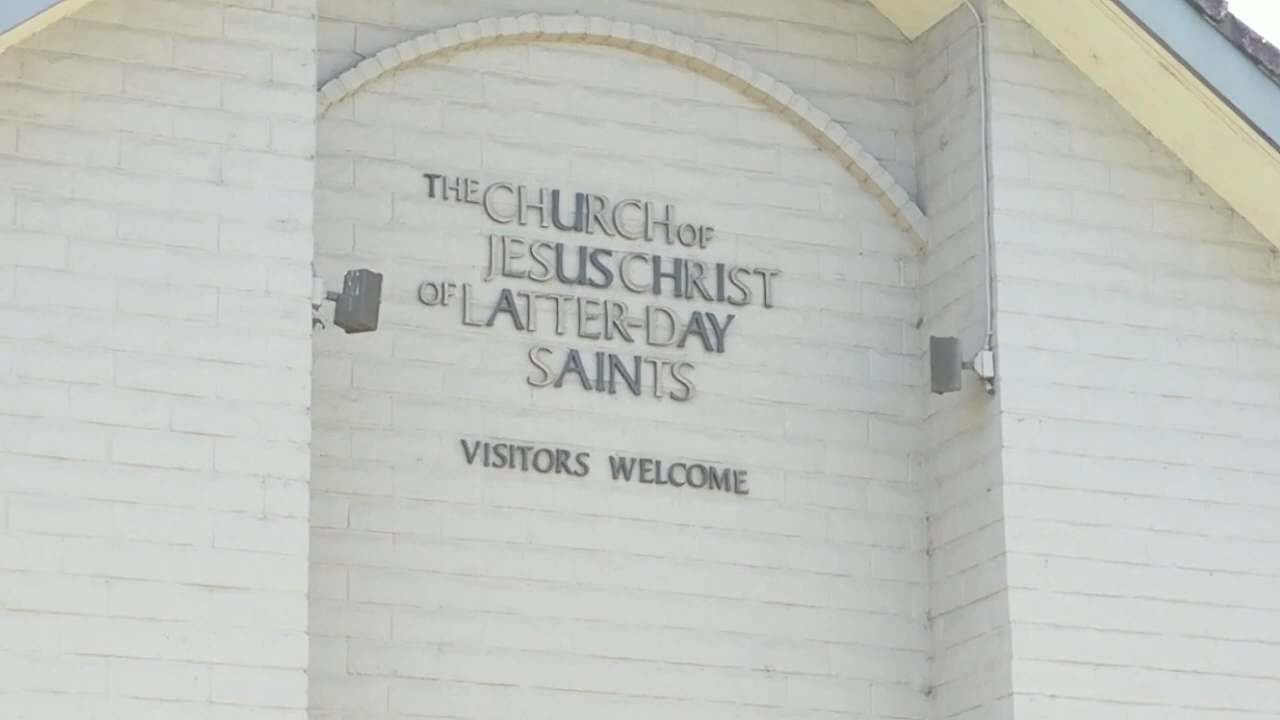 THE CHURCH OF
JESUS CHRIST
OF LATTER-DAY
SAINTS
VISITORS WELCOME